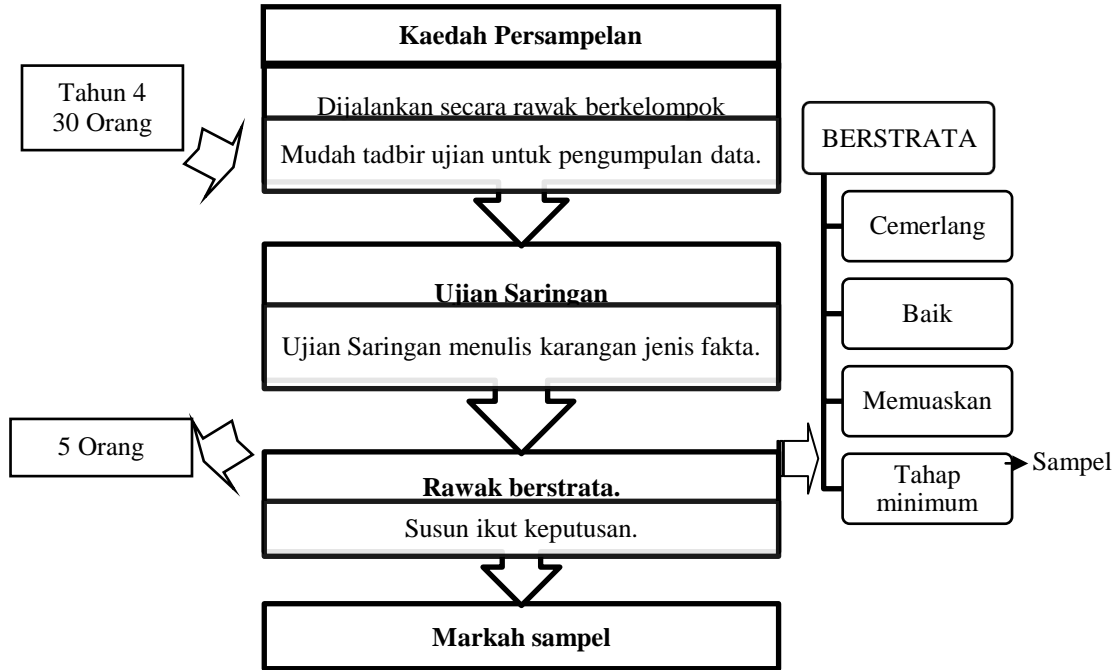 Kaedah Persampelan
Tahun 4
30 Orang
Dijalankan secara rawak berkelompok
Mudah tadbir ujian untuk pengumpulan data.
Ujian Saringan
Ujian Saringan menulis karangan jenis fakta.
5 Orang
Rawak berstrata.
Susun ikut keputusan.
Markah sampel
BERSTRATA
Cemerlang
Baik
Memuaskan
Tahap
minimum
Sampel